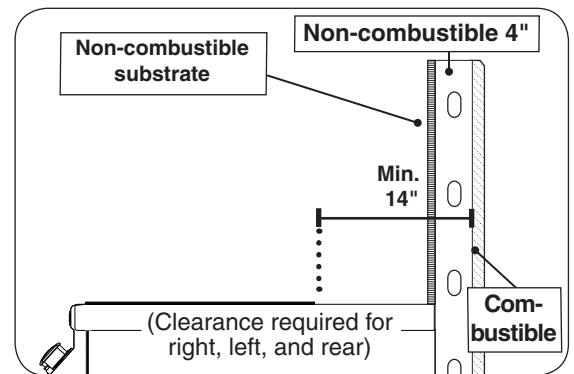 Non-combustible 4"
Non-combustible
substrate
Min.
14"
Com-
bustible
(Clearance required for
right, left, and rear)